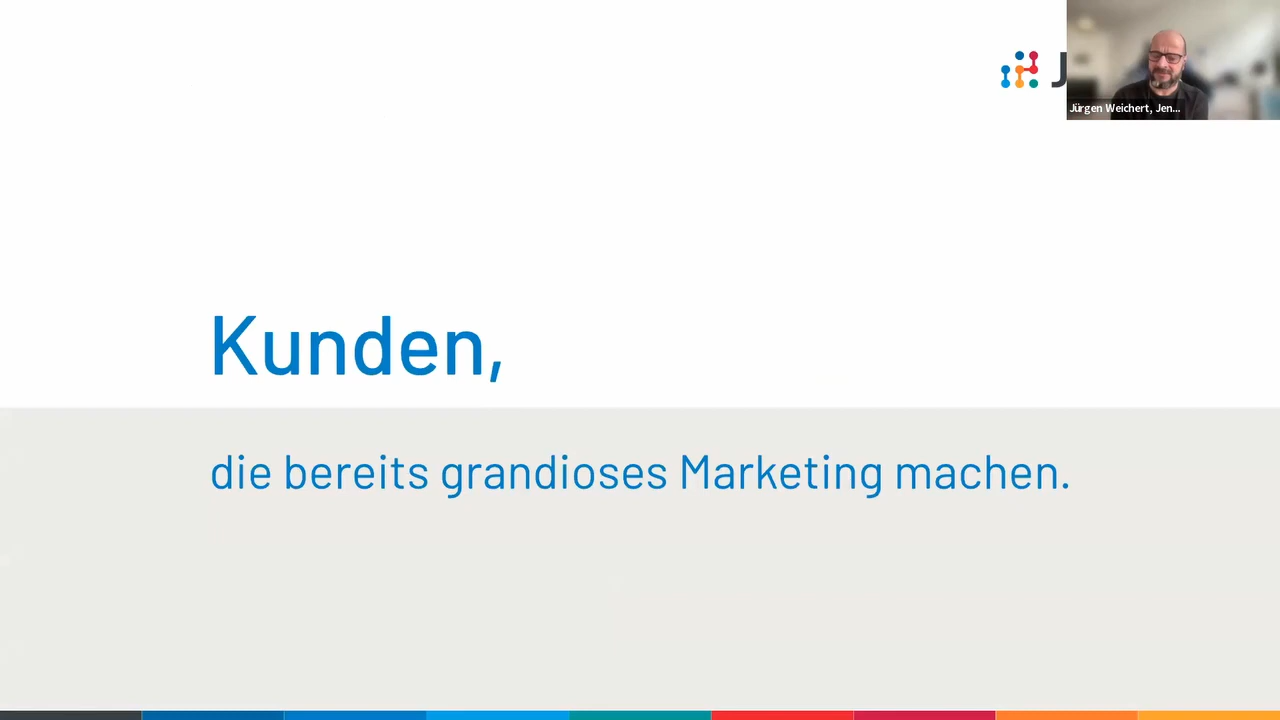 J
Jürgen Weichert, Jen...
Kunden,
die bereits grandioses Marketing machen.